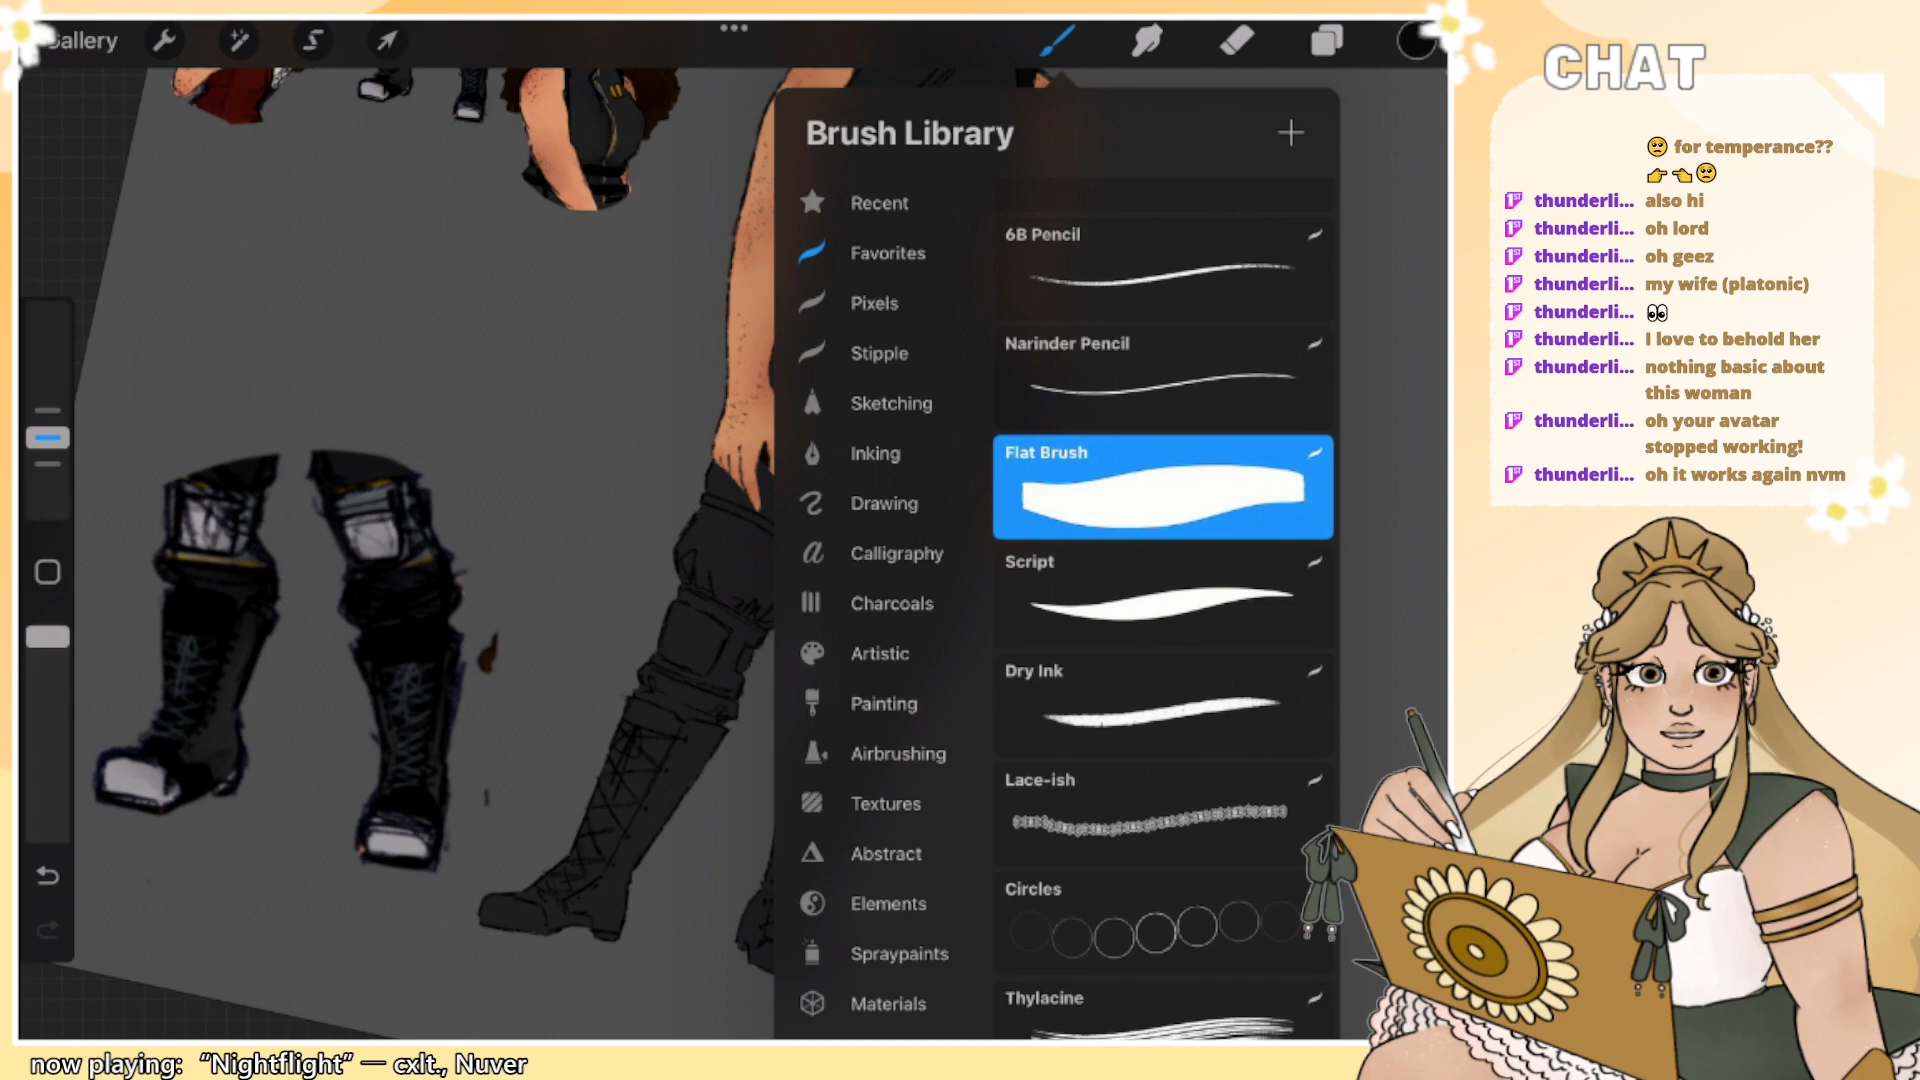 Gallery
Brush Library
Recent
Favorites
Pixels
Stipple
Sketching
Inking
Drawing
Calligraphy
Charcoals
Artistic
Painting
Airbrushing
Textures
Abstract
Elements
Spraypaints
Materials
6B Pencil
Narinder Pencil
Flat Brush
Script
Dry Ink
Lace-ish
Circles
Thylacine
CHAT
🥺 for temperance??
👉👈🥺
thunderli... also hi
thunderli... oh lord
thunderli... oh geez
thunderli... my wife (platonic)
thunderli... 👀
thunderli... I love to behold her
thunderli... nothing basic about
this woman
thunderli... oh your avatar
stopped working!
thunderli... oh it works again nvm
now playing: "Nightflight" — cxlt., Nuver